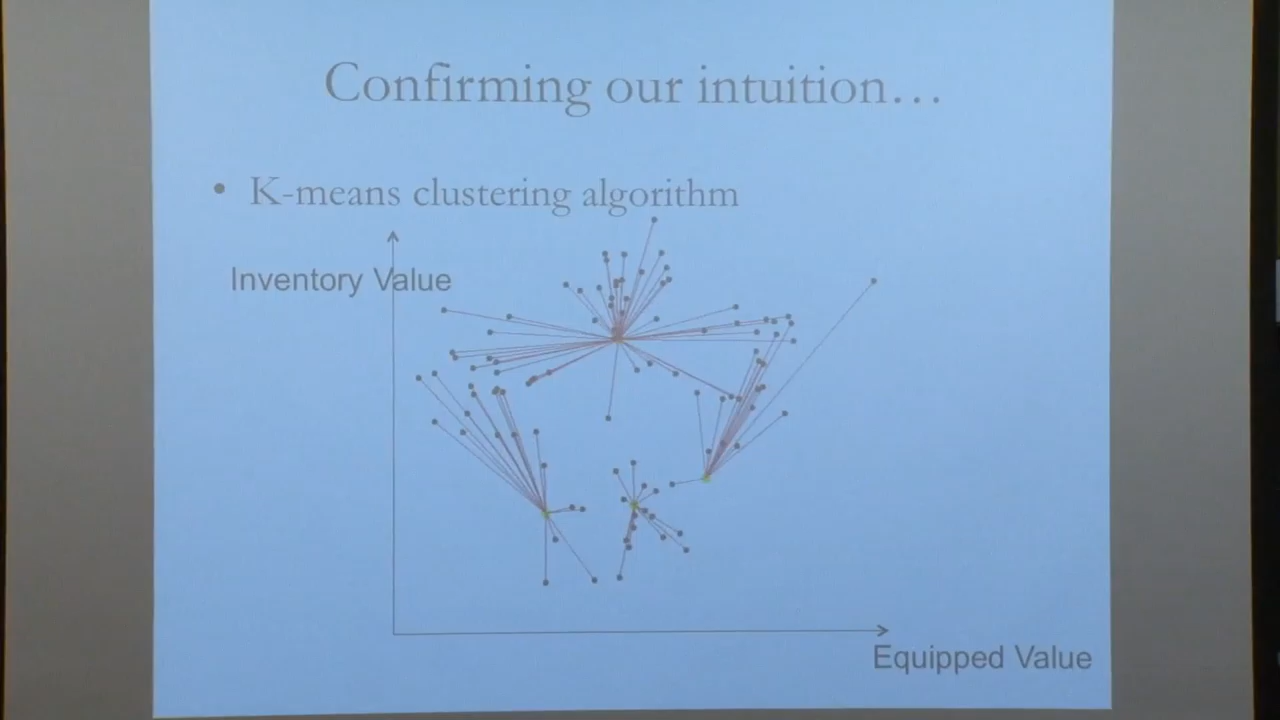 Confirming our intuition…
• K-means clustering algorithm
Inventory Value
Equipped Value